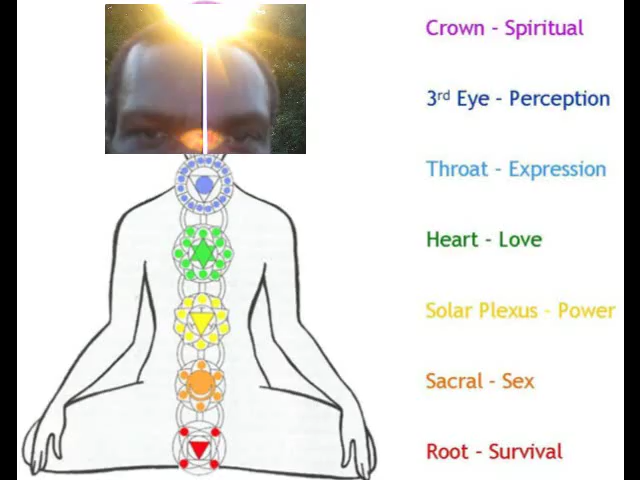 Crown - Spiritual
3rd Eye - Perception
Throat - Expression
Heart - Love
Solar Plexus - Power
Sacral - Sex
Root - Survival